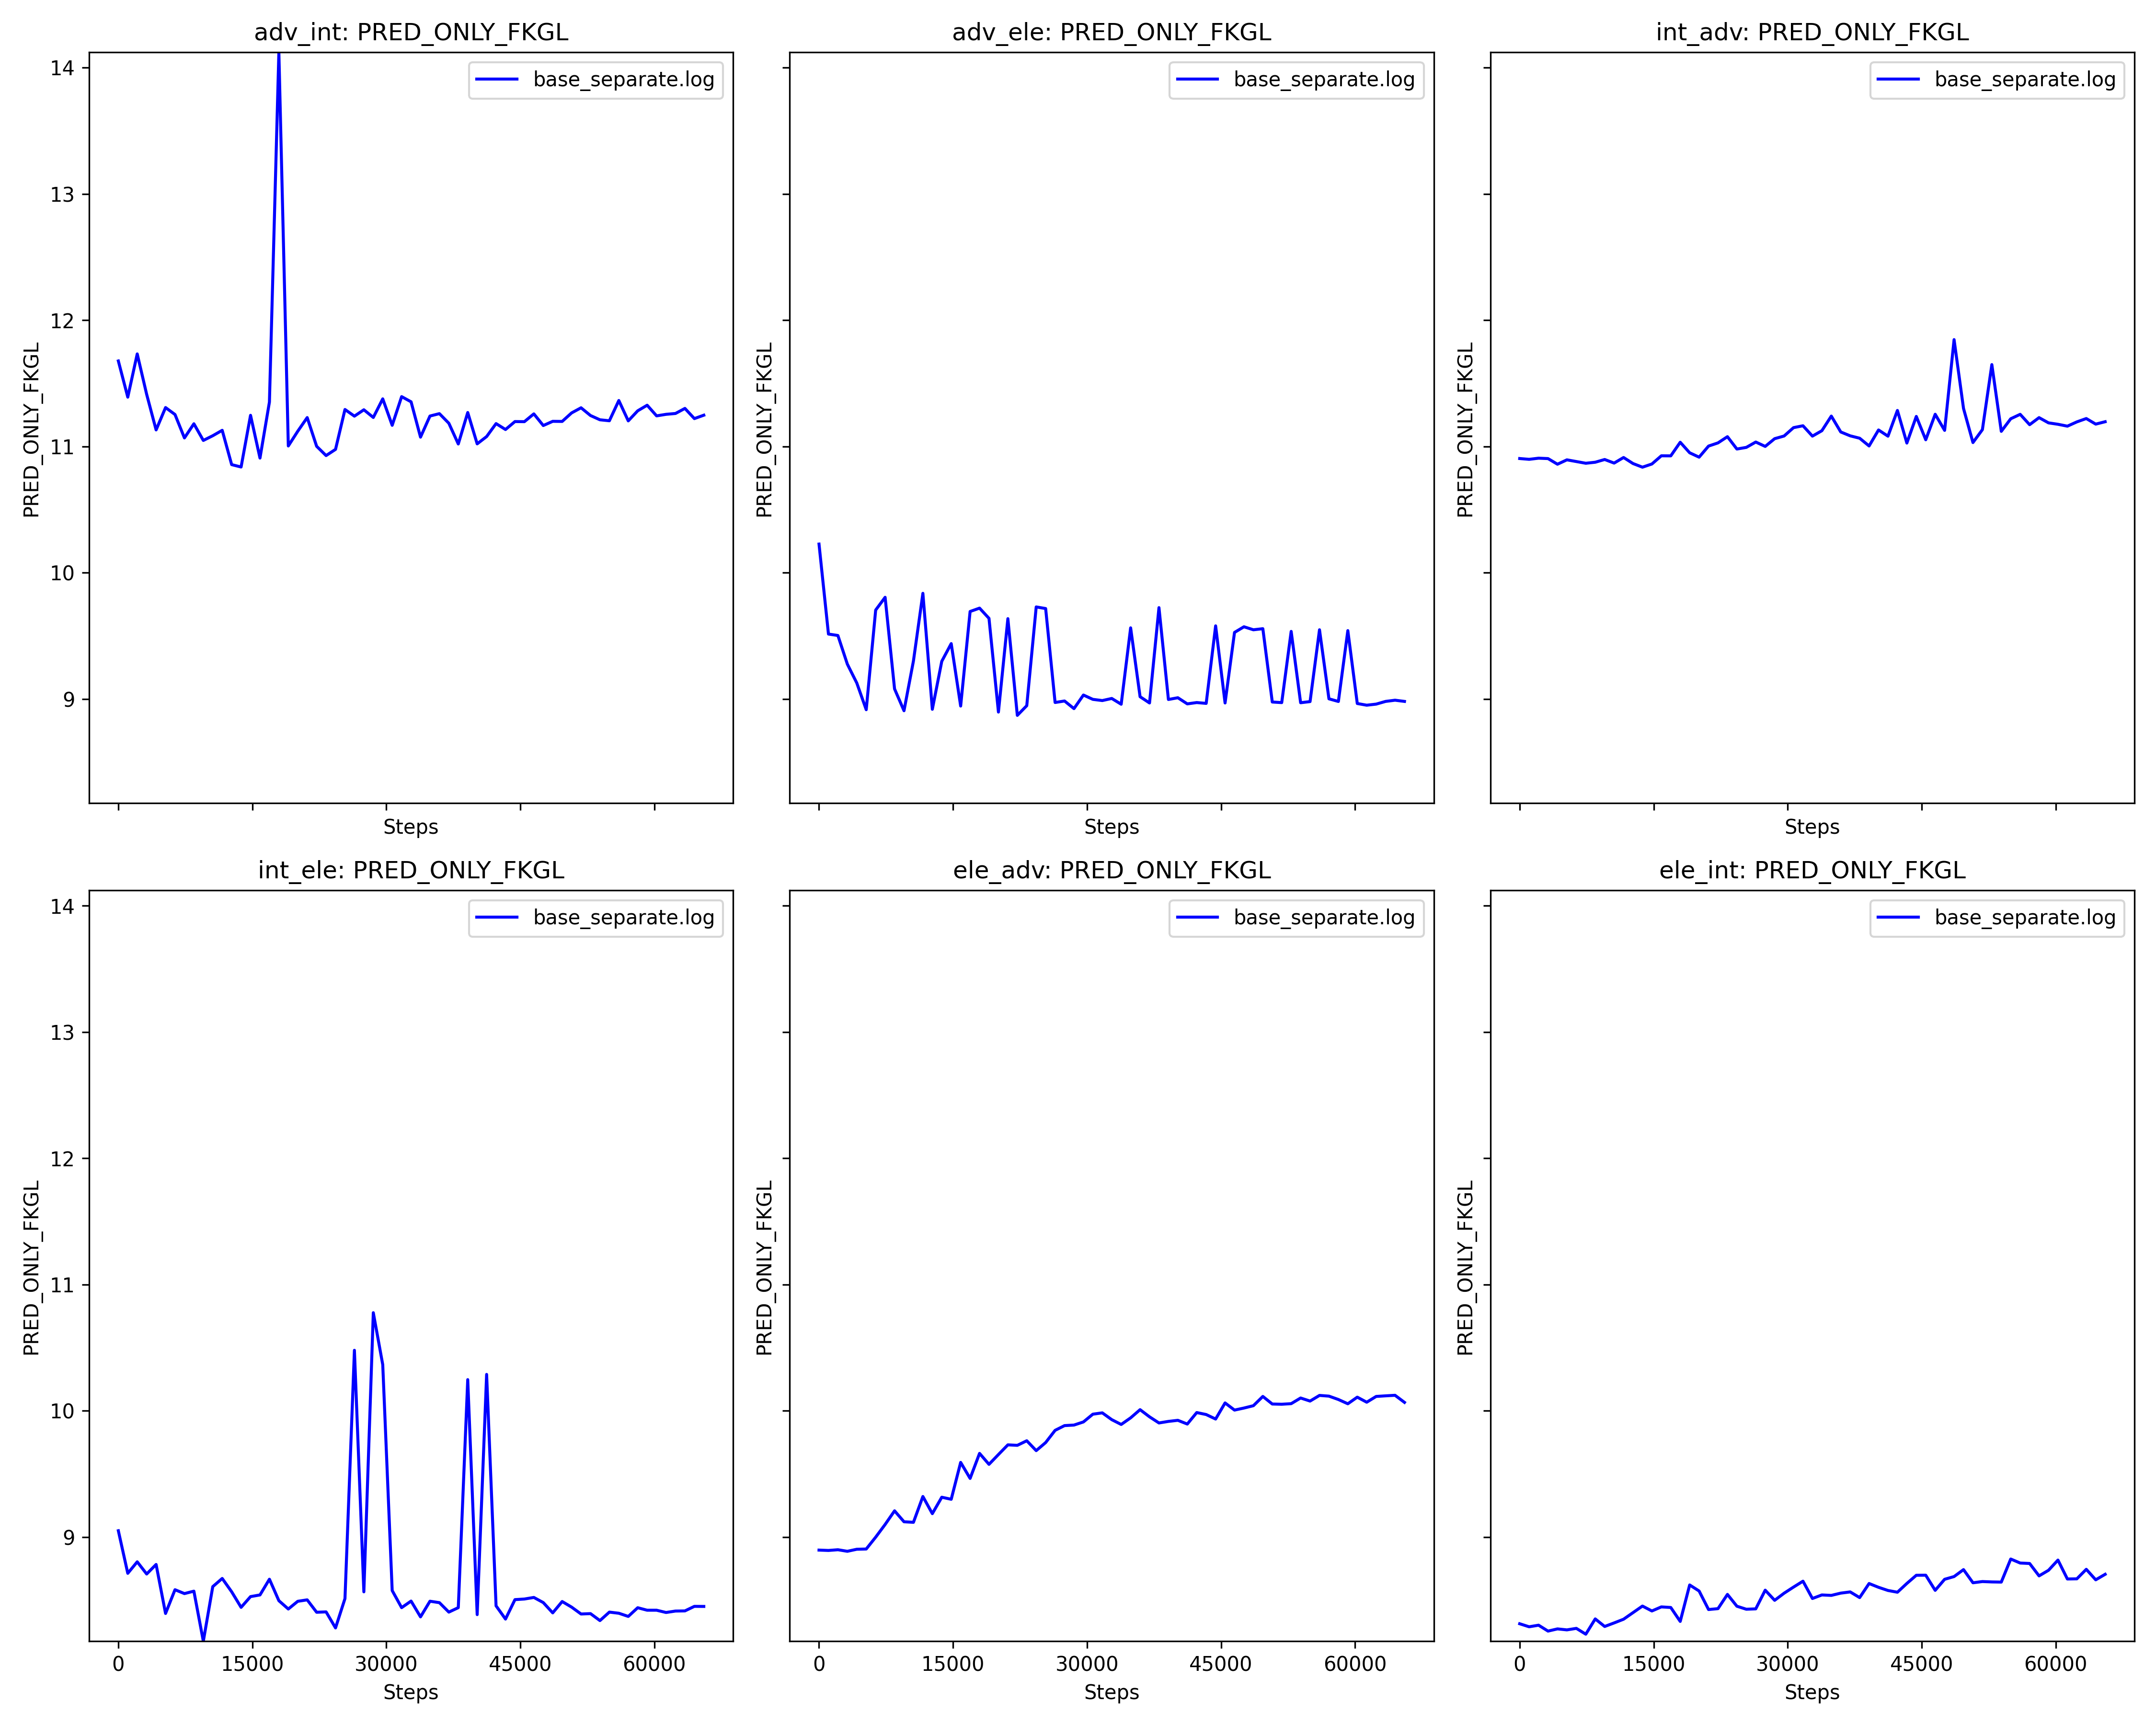 adv_int: PRED_ONLY_FKGL
adv_ele: PRED_ONLY_FKGL
int_adv: PRED_ONLY_FKGL
base_separate.log
base_separate.log
base_separate.log
14
13
12
11
10
9
PRED_ONLY_FKGL
PRED_ONLY_FKGL
PRED_ONLY_FKGL
Steps
Steps
Steps
int_ele: PRED_ONLY_FKGL
ele_adv: PRED_ONLY_FKGL
ele_int: PRED_ONLY_FKGL
base_separate.log
base_separate.log
base_separate.log
14
13
12
11
10
9
PRED_ONLY_FKGL
PRED_ONLY_FKGL
PRED_ONLY_FKGL
0 15000 30000 45000 60000
0 15000 30000 45000 60000
0 15000 30000 45000 60000
Steps
Steps
Steps